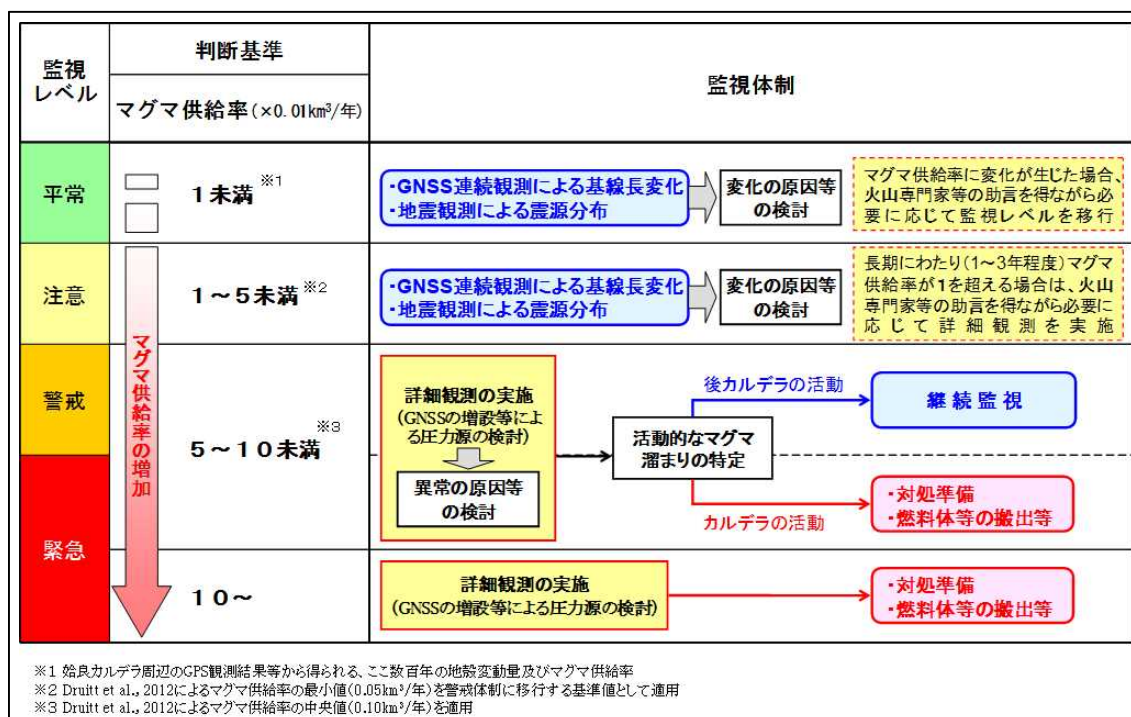 監視
レベル
判断基準
マグマ供給率(×0.01km³/年)
監視体制
平常
1未満※1
・GNSS連続観測による基線長変化
・地震観測による震源分布
変化の原因等
の検討
マグマ供給率に変化が生じた場合、
火山専門家等の助言を得ながら必
要に応じて監視レベルを移行
注意
1～5未満※2
・GNSS連続観測による基線長変化
・地震観測による震源分布
変化の原因等
の検討
長期にわたり(1～3年程度)マグマ
供給率が1を超える場合は、火山
専門家等の助言を得ながら必要に
応じて詳細観測を実施
マグマ供給率の増加
警戒
5～10未満※3
詳細観測の実施
(GNSSの増設等によ
る圧力源の検討)
異常の原因等
の検討
活動的なマグマ
溜まりの特定
後カルデラの活動
継続監視
カルデラの活動
・対処準備
・燃料体等の搬出等
緊急
10～
詳細観測の実施
(GNSSの増設等による圧力源の検討)
・対処準備
・燃料体等の搬出等
※1 姶良カルデラ周辺のGPS観測結果等から得られる、ここ数百年の地殻変動量及びマグマ供給率
※2 Druitt et al., 2012によるマグマ供給率の最小値(0.05km³/年)を警戒体制に移行する基準値として適用
※3 Druitt et al., 2012によるマグマ供給率の中央値(0.10km³/年)を適用